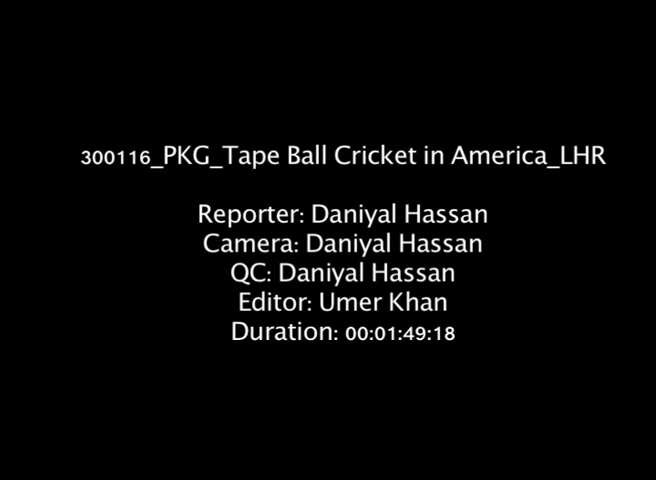 300116_PKG_Tape Ball Cricket in America_LHR
Reporter: Daniyal Hassan
Camera: Daniyal Hassan
QC: Daniyal Hassan
Editor: Umer Khan
Duration: 00:01:49:18